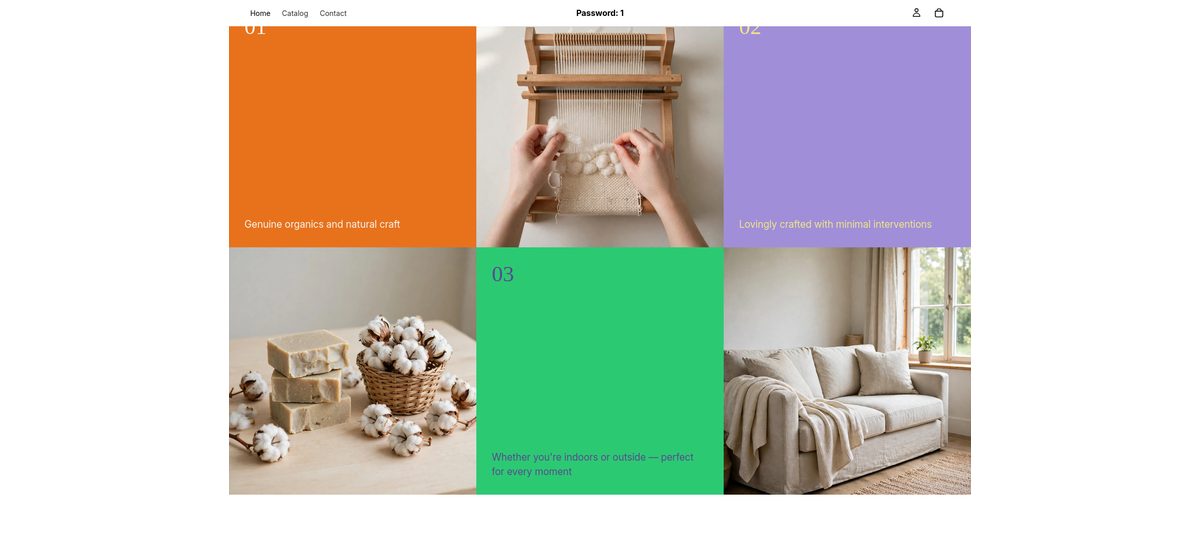 Home Catalog Contact
Password: 1
01
02
Genuine organics and natural craft
Lovingly crafted with minimal interventions
03
Whether you're indoors or outside — perfect
for every moment